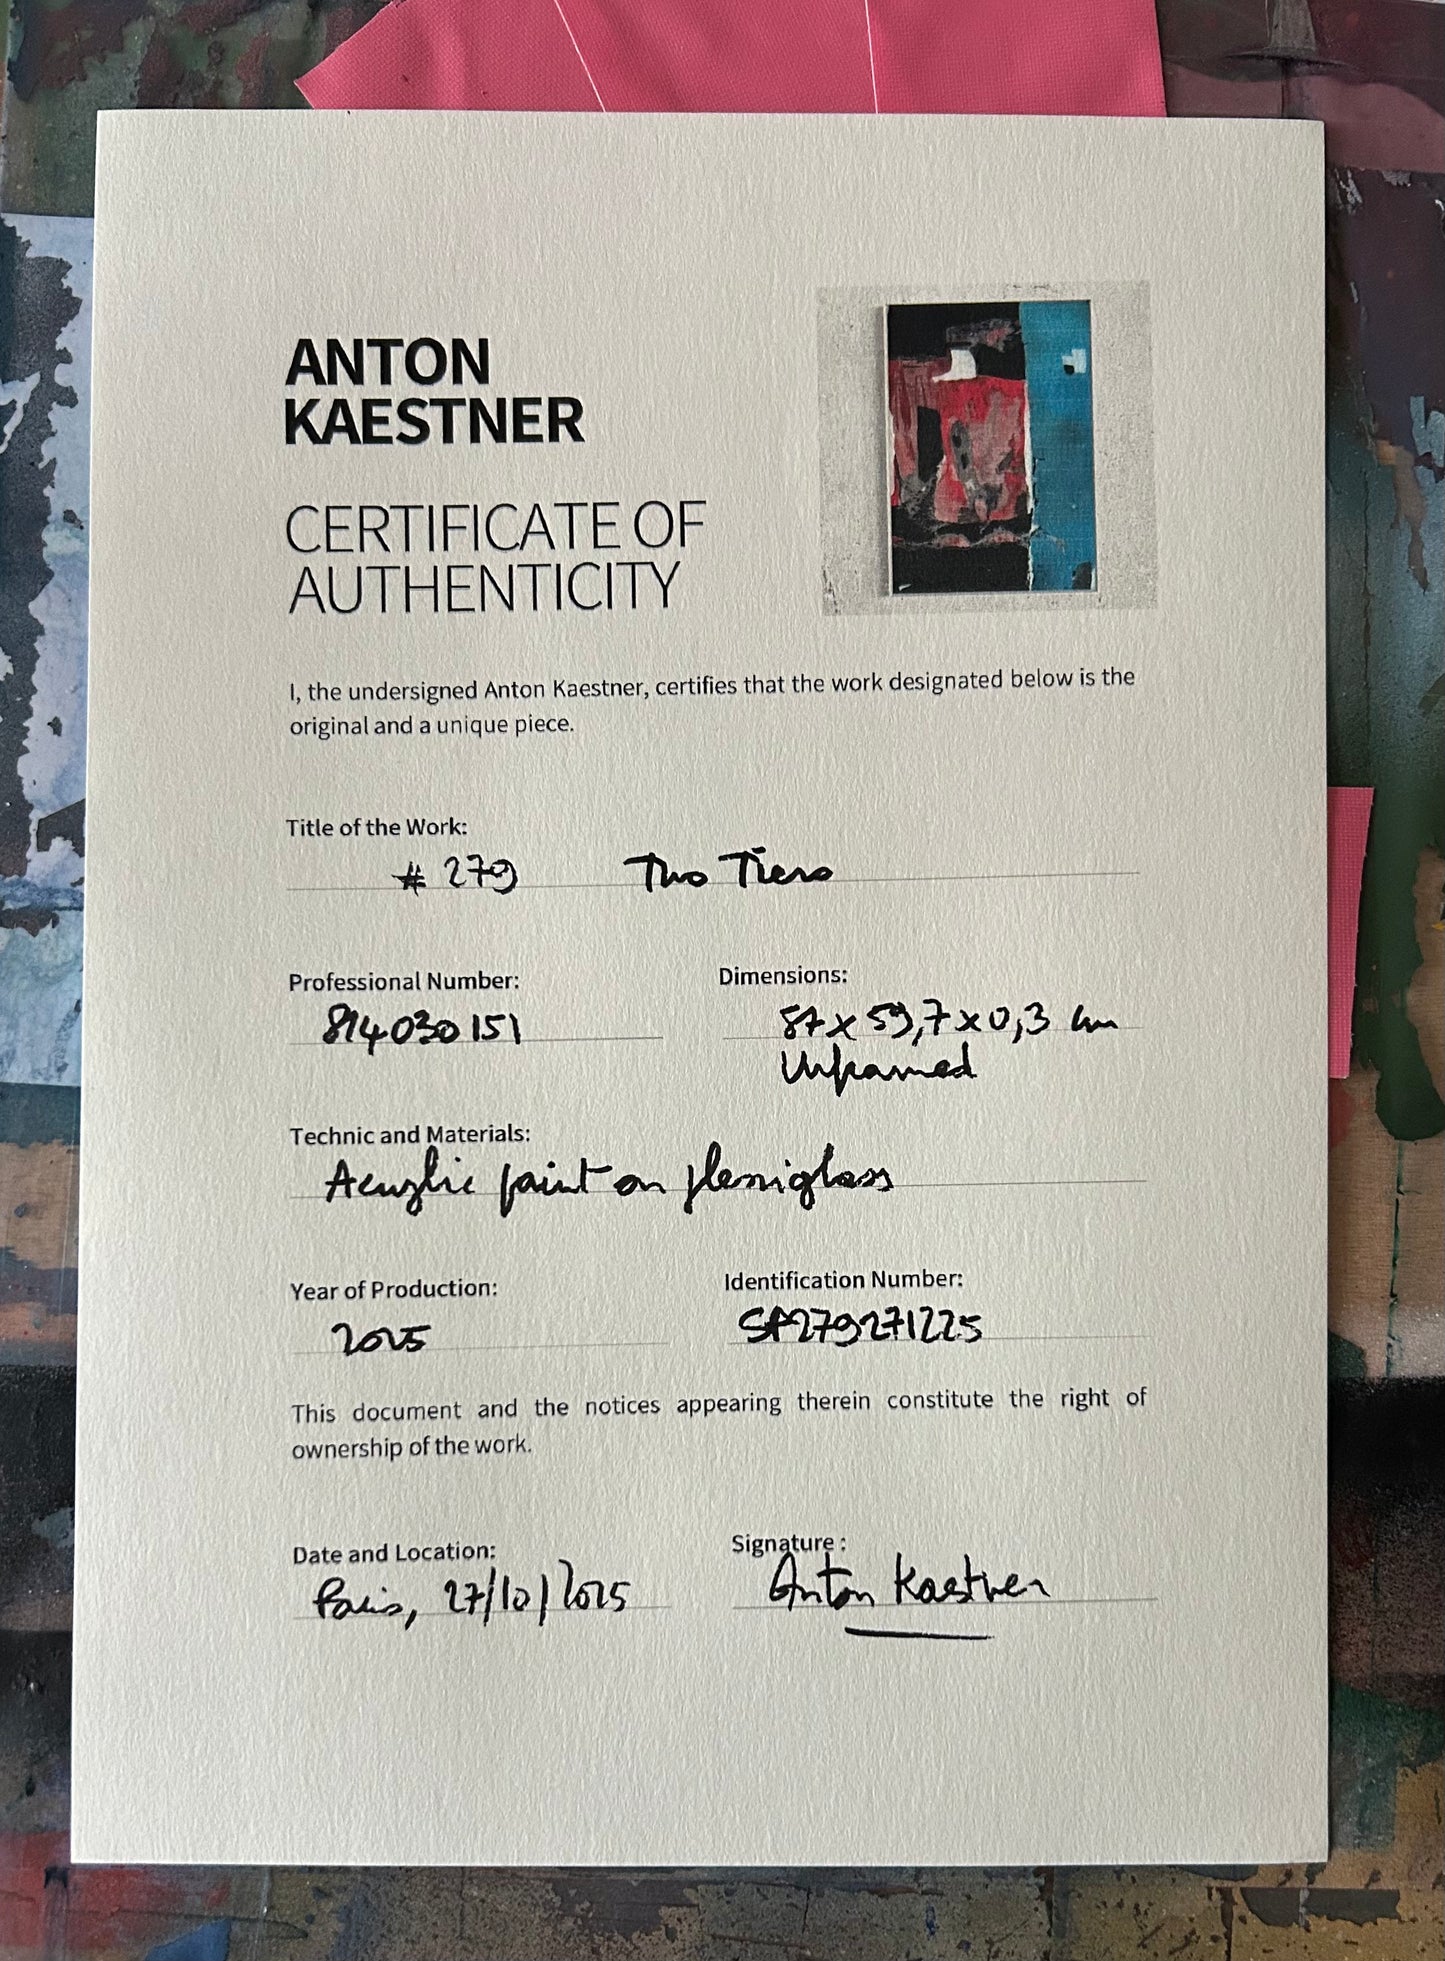 ANTON
KAESTNER
CERTIFICATE OF
AUTHENTICITY
I, the undersigned Anton Kaestner, certifies that the work designated below is the
original and a unique piece.
Title of the Work:
# 279 Two Tiers
Professional Number:
814030151
Dimensions:
87 x 59,7 x 0,3 cm
Unframed
Technic and Materials:
Acrylic paint on plexiglass
Year of Production:
2025
Identification Number:
SP279271225
This document and the notices appearing therein constitute the right of
ownership of the work.
Date and Location:
Paris, 27/10/2025
Signature :
Anton Kaestner